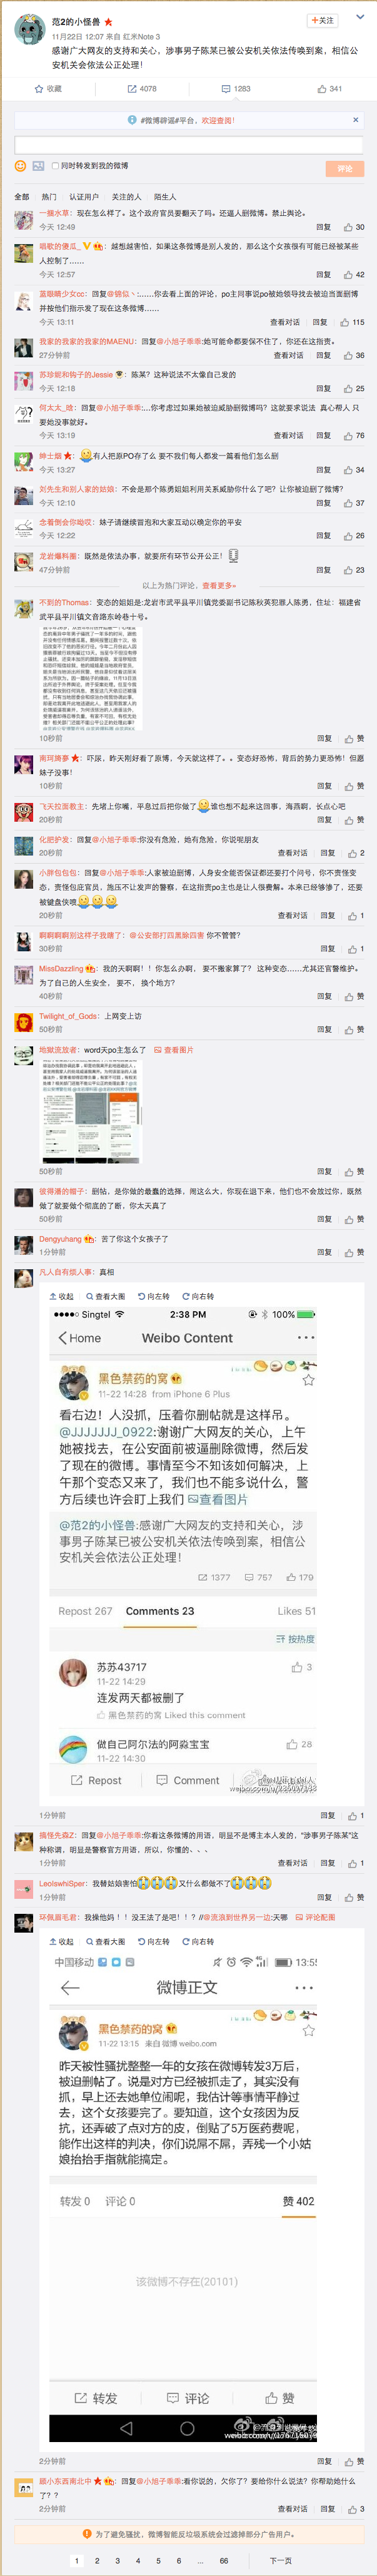 范2的小怪兽
+关注
11月22日 12:07 来自 红米Note 3
感谢广大网友的支持和关心，涉事男子陈某已被公安机关依法传唤到案，相信公
安机关会依法公正处理！
收藏
4078
1283
341
#微博辟谣#平台，欢迎查阅！
同时转发到我的微博
评论
全部 热门 认证用户 关注的人 陌生人
一捆水草：现在怎么样了。这个政府官员要翻天了吗。还逼人删微博。禁止舆论。
今天 12:49
回复 30
唱歌的傻瓜_：越想越害怕，如果这条微博是别人发的，那么这个女孩很有可能已经被某些
人控制了……
今天 12:57
回复 42
蓝眼睛少女cc：回复@锦似丶:……你去看上面的评论，po主同事说po被她领导找去被迫当面删博
并按他们指示发了现在这条微博……
今天 13:11
查看对话 回复 115
我家的我家的我家的MAENU：回复@小旭子乖乖:她可能命都要保不住了，你还在这指责。
27分钟前
查看对话 回复 36
苏珍妮和钩子的Jessie：陈某？这种说法不太像自己发的
今天 12:18
回复 25
何太太_晗：回复@小旭子乖乖:...你考虑过如果她被迫威胁删微博吗？这就要求说法 真心帮人 只
要她没事就好。
今天 13:19
查看对话 回复 76
绅士烟：有人把原PO存了么 要不我们每人都发一篇看他们怎么删
今天 13:27
回复 34
刘先生和别人家的姑娘：不会是那个陈勇姐姐利用关系威胁你什么了吧？让你被迫删了微博？
今天 12:10
回复 37
念着倒会你呦哎：妹子请继续冒泡和大家互动以确定你的平安
今天 12:22
回复 26
龙岩爆料圈：既然是依法办事，就要所有环节公开公正！
47分钟前
回复 23
以上为热门评论，查看更多»
不到的Thomas：变态的姐姐是:龙岩市武平县平川镇党委副书记陈秋英犯罪人陈勇，住址：福建省
武平县平川镇文音路东岭巷十号。
10秒前
回复 赞
南珂绮夢：吓尿，昨天刚好看了原博，今天就这样了。。变态好恐怖，背后的势力更恐怖！但愿
妹子没事！
10秒前
回复 赞
飞天拉面教主：先堵上你嘴，平息过后把你做了谁也想不起来这回事，海燕啊，长点心吧
20秒前
回复 赞
化肥护发：回复@小旭子乖乖:你没有危险，她有危险，你说呢朋友
20秒前
查看对话 回复 2
小胖包包包：回复@小旭子乖乖:人家被迫删博，人身安全能否保证都还要打个问号，你不责怪变
态，责怪包庇官员，施压不让发声的警察，在这指责po主也是让人很费解。本来已经够惨了，还要
被键盘侠喷
20秒前
查看对话 回复 1
啊啊啊啊别这样子我痩了：@公安部打四黑除四害 你不管管？
30秒前
回复 1
MissDazzling：我的天啊啊！！你怎么办啊，要不搬家算了？ 这种变态……尤其还官警维护。
为了自己的人生安全， 要不， 换个地方？
40秒前
回复 赞
Twilight_of_Gods：上网变上坊
50秒前
回复 赞
地獄流放者：word天po主怎么了 查看图片
50秒前
回复 赞
彼得潘的帽子：删帖，是你做的最蠢的选择，闹这么大，你现在退下来，他们也不会放过你，既然
做了就要做个彻底的了断，你太天真了
50秒前
回复 赞
Dengyuhang：苦了你这个女孩子了
1分钟前
回复 赞
凡人自有烦人事：真相
收起 查看大图 向左转 向右转
Singtel 2:38 PM 100%
Home Weibo Content
黑色禁药的窝
11-22 14:28 from iPhone 6 Plus
看右边！人没抓，压着你删帖就是这样吊。
@JJJJJJJ_0922:谢谢大家的关心，上午
她被找去，在公安面前被逼删除微博，然后发
了现在的微博。事情至今不知该如何解决，上
午那个变态又来了，我们也不能多说什么，警
方后续也许会盯上我们 查看图片
@范2的小怪兽:感谢广大网友的支持和关心，涉
事男子陈某已被公安机关依法传唤到案，相信公
安机关会依法公正处理！
1377 757 179
Repost 267 Comments 23 Likes 51
按热度
苏苏43717
3
11-22 14:29
连发两天都被删了
黑色禁药的窝 Liked this comment
做自己阿尔法的阿淼宝宝
28
11-22 14:30
Repost Comment
1分钟前
回复 1
搞怪先森Z：回复@小旭子乖乖:你看这条微博的用语，明显不是博主本人发的，“涉事男子陈某”这
种称谓，明显是警察官方用语，所以，你懂的、、、
1分钟前
查看对话 回复 1
LeoIswhiSper：我替姑娘害怕又什么都做不了
1分钟前
回复 赞
环佩眉毛君：我操他妈！！没王法了是吧！！？//@流浪到世界另一边:天哪 评论配图
收起 查看大图 向左转 向右转
中国移动 4G 13:55
微博正文
黑色禁药的窝
11-22 13:15 来自 微博 weibo.com
昨天被性骚扰整整一年的女孩在微博转发3万后，
被迫删帖了。说是对方已经被抓走了，其实没有
抓，早上还去她单位闹呢，我估计等事情平静过
去，这个女孩要完了。要知道，这个女孩因为反
抗，还弄破了点对方的皮，倒贴了5万医药费呢，
能作出这样的判决，你们说屌不屌，弄残一个小姑
娘抬抬手指就能搞定。
转发 0 评论 0 赞 402
该微博不存在(20101)
转发 评论 赞
2分钟前
回复 赞
顾小东西南北中：回复@小旭子乖乖:看你说的，欠你了？要给你什么说法？你帮助她什么
了？？
2分钟前
查看对话 回复 3
为了避免骚扰，微博智能反垃圾系统会过滤掉部分广告用户。
1 2 3 4 5 6 ... 66 下一页